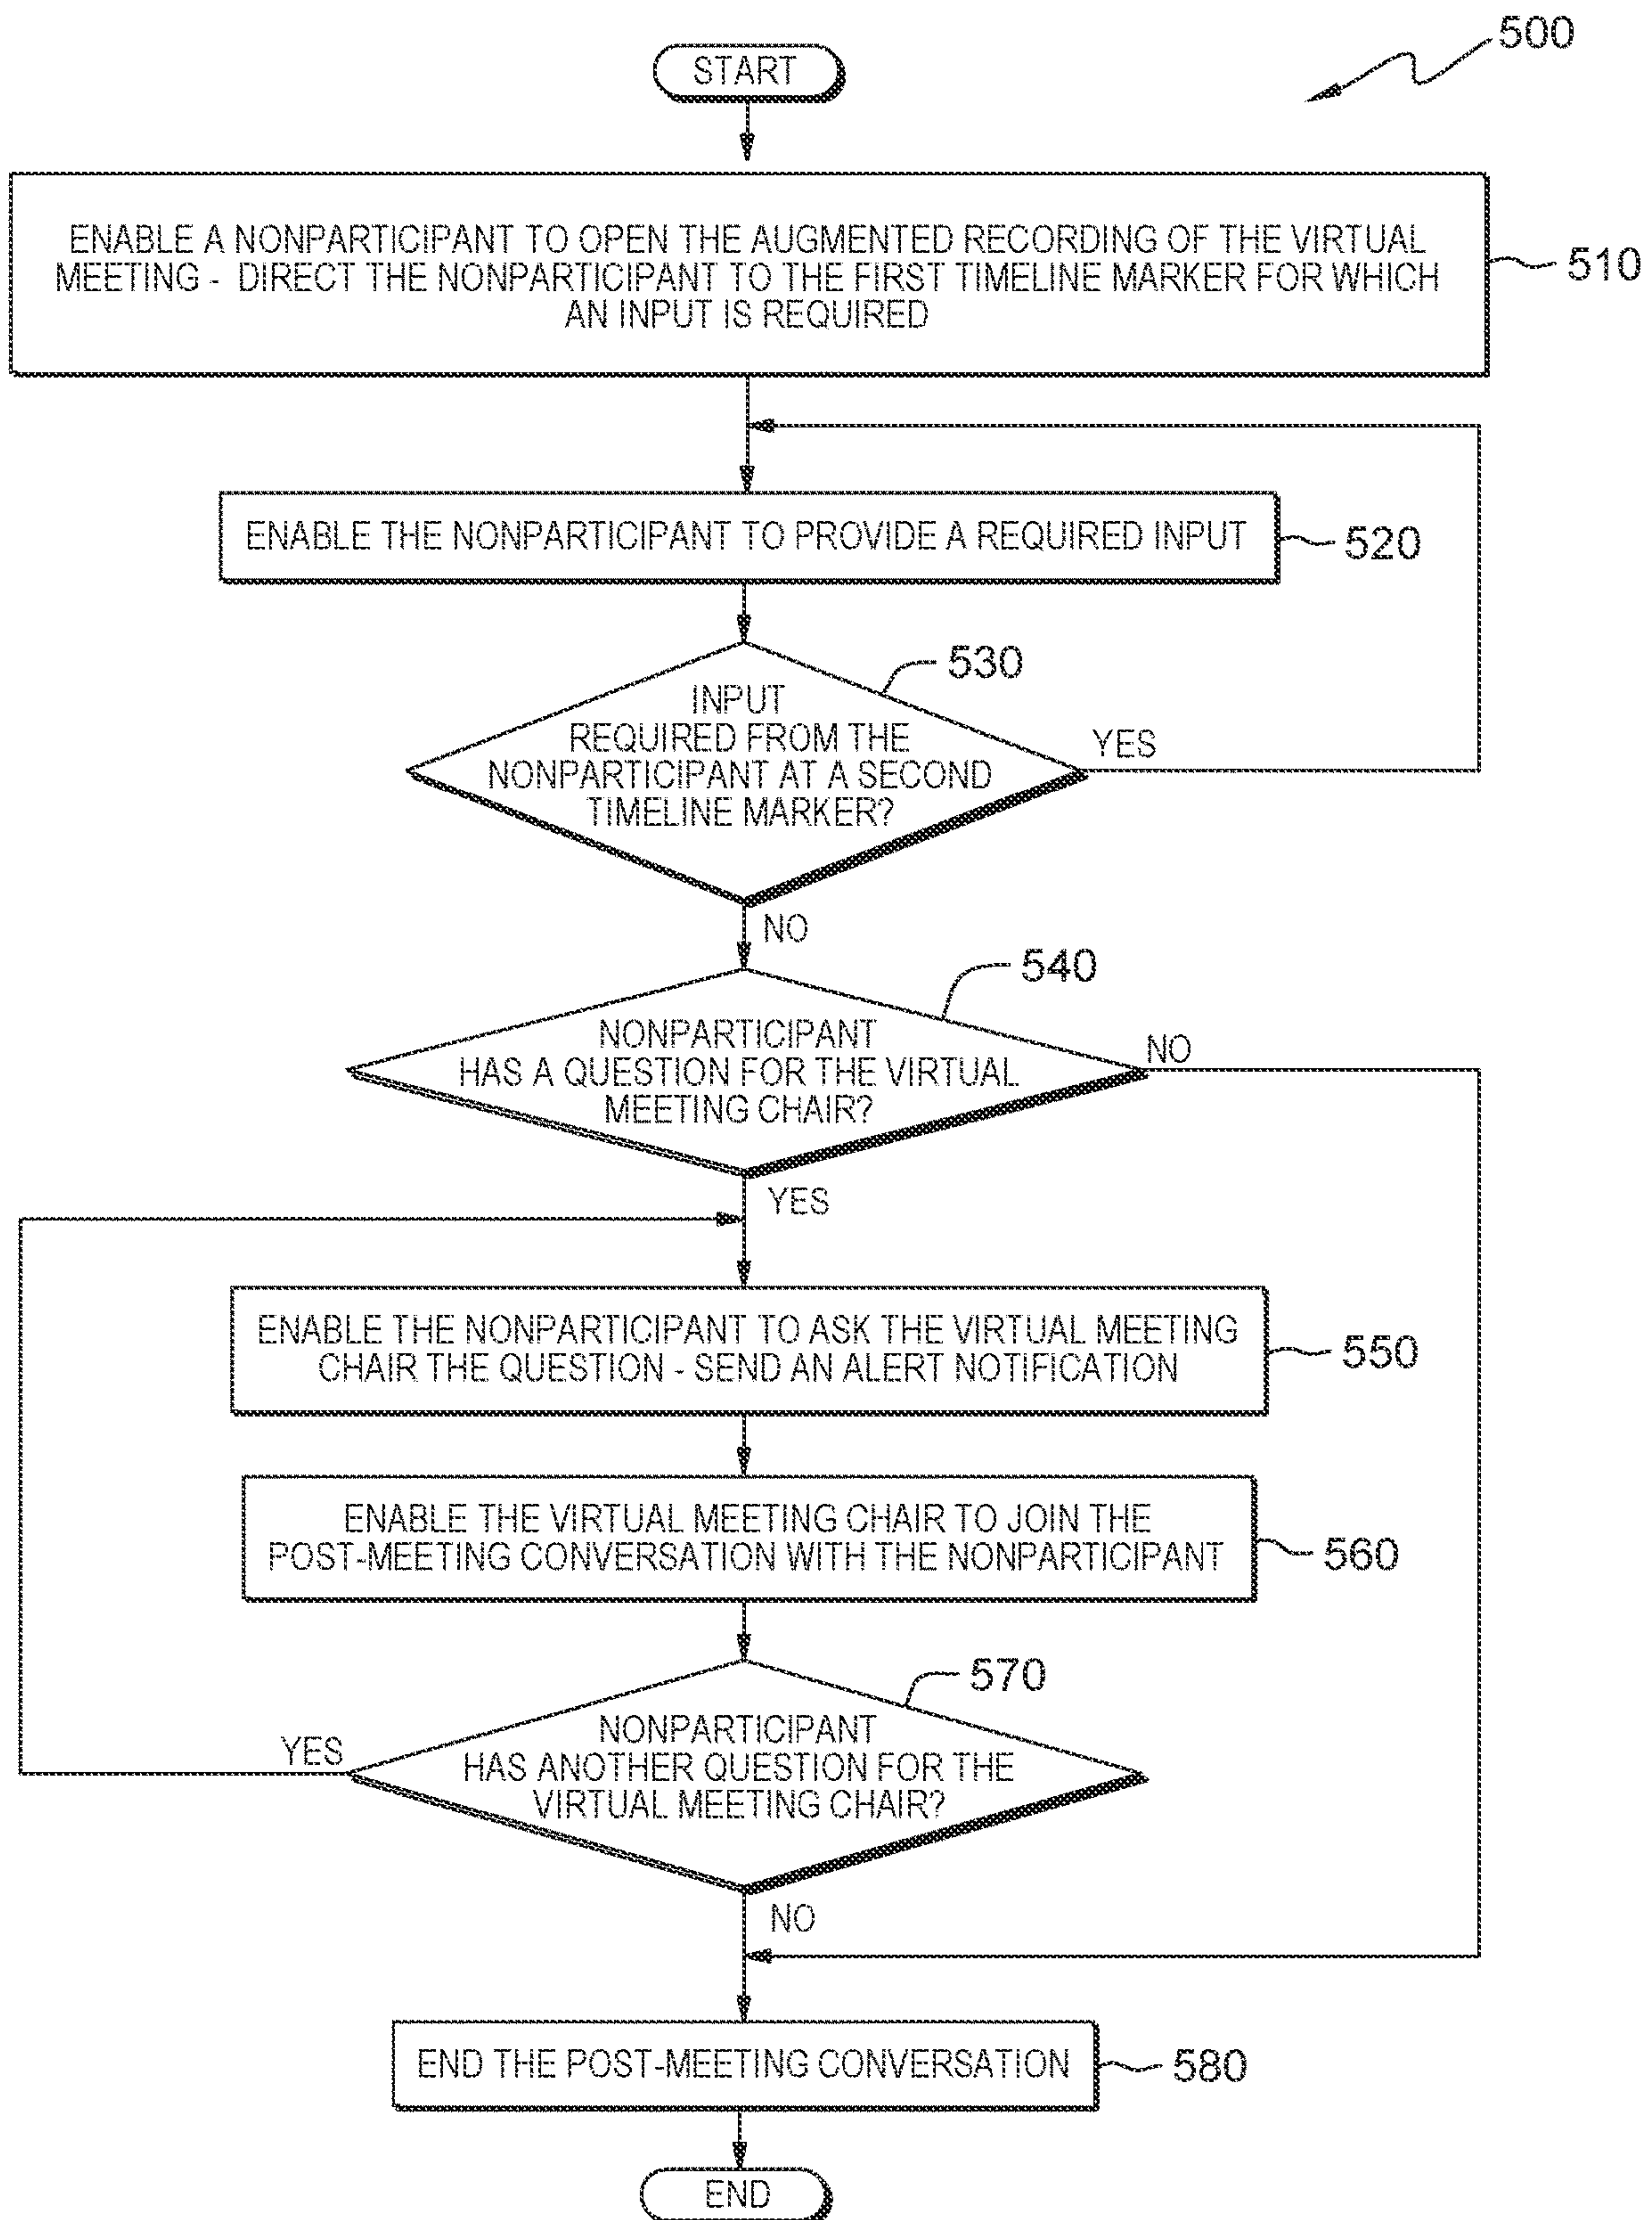 500
START
ENABLE A NONPARTICIPANT TO OPEN THE AUGMENTED RECORDING OF THE VIRTUAL
MEETING - DIRECT THE NONPARTICIPANT TO THE FIRST TIMELINE MARKER FOR WHICH
AN INPUT IS REQUIRED
510
ENABLE THE NONPARTICIPANT TO PROVIDE A REQUIRED INPUT
520
530
INPUT
REQUIRED FROM THE
NONPARTICIPANT AT A SECOND
TIMELINE MARKER?
YES
NO
540
NONPARTICIPANT
HAS A QUESTION FOR THE VIRTUAL
MEETING CHAIR?
NO
YES
ENABLE THE NONPARTICIPANT TO ASK THE VIRTUAL MEETING
CHAIR THE QUESTION - SEND AN ALERT NOTIFICATION
550
ENABLE THE VIRTUAL MEETING CHAIR TO JOIN THE
POST-MEETING CONVERSATION WITH THE NONPARTICIPANT
560
570
NONPARTICIPANT
HAS ANOTHER QUESTION FOR THE
VIRTUAL MEETING CHAIR?
YES
NO
END THE POST-MEETING CONVERSATION
580
END